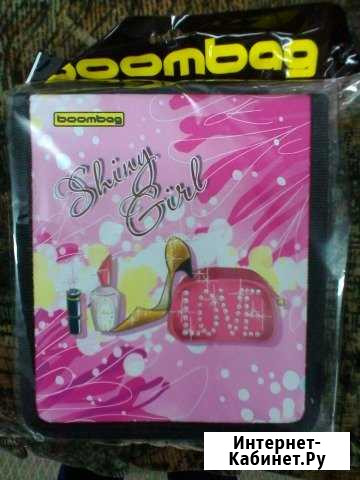 boombag
boombag
Shiny
Girl
LOVE
Интернет-
Кабинет.Ру